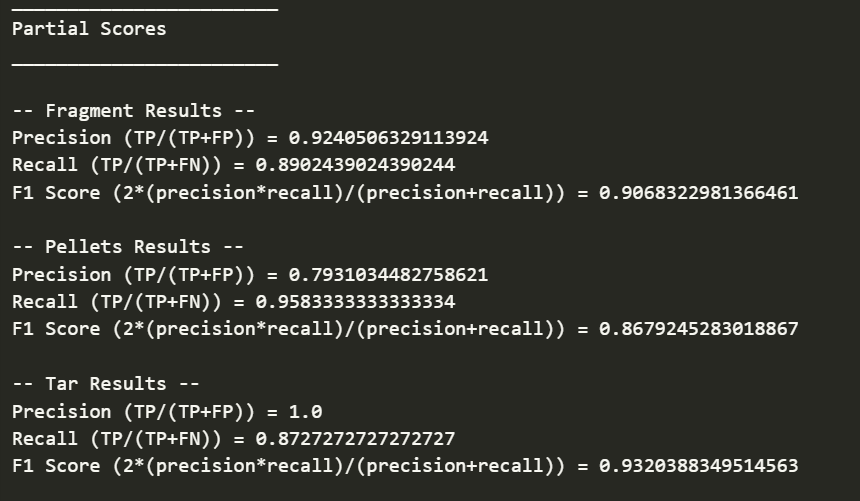 Partial Scores
-- Fragment Results --
Precision (TP/(TP+FP)) = 0.9240506329113924
Recall (TP/(TP+FN)) = 0.8902439024390244
F1 Score (2*(precision*recall)/(precision+recall)) = 0.9068322981366461
-- Pellets Results --
Precision (TP/(TP+FP)) = 0.7931034482758621
Recall (TP/(TP+FN)) = 0.9583333333333334
F1 Score (2*(precision*recall)/(precision+recall)) = 0.8679245283018867
-- Tar Results --
Precision (TP/(TP+FP)) = 1.0
Recall (TP/(TP+FN)) = 0.8727272727272727
F1 Score (2*(precision*recall)/(precision+recall)) = 0.9320388349514563